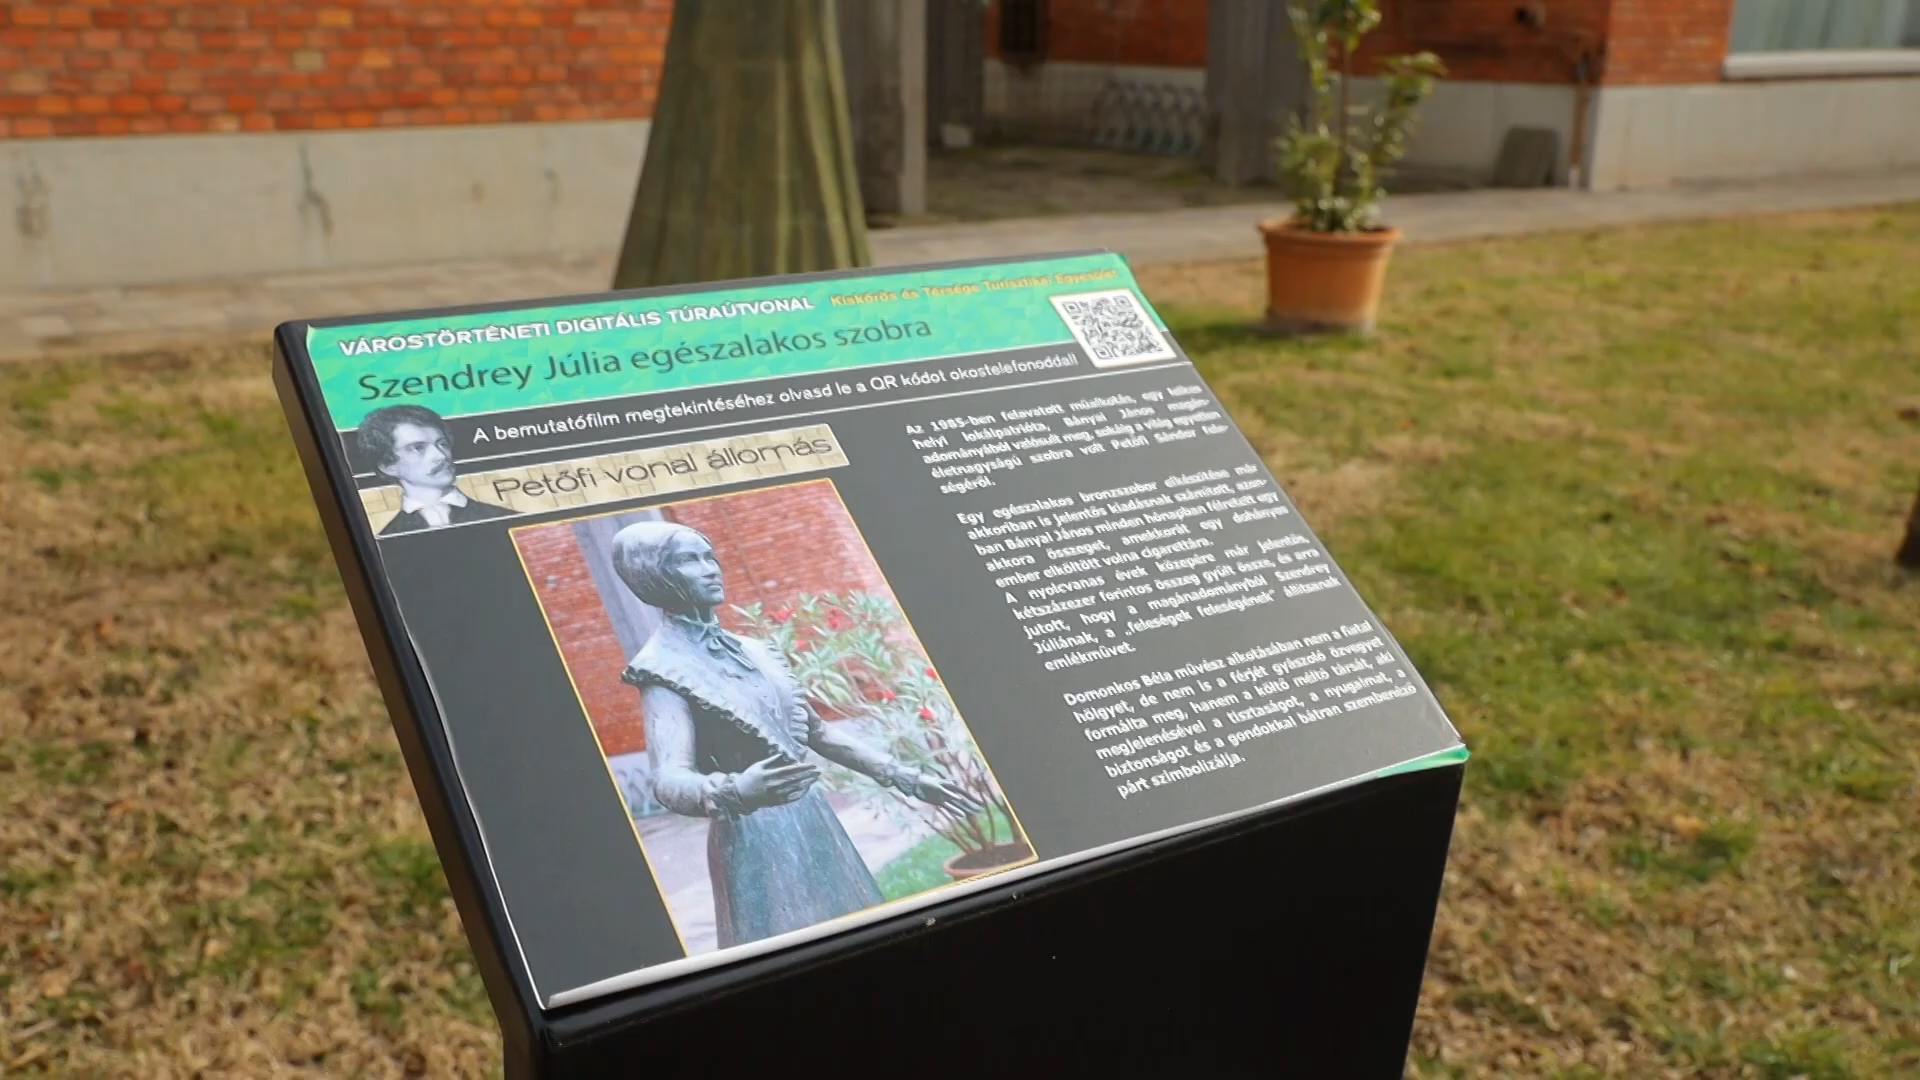 VÁROSTÖRTÉNETI DIGITÁLIS TÚRAÚTVONAL
Kiskőrös és Térsége Turisztikai Egyesület
Szendrey Júlia egészalakos szobra
A bemutatófilm megtekintéséhez olvasd le a QR kódot okostelefonoddal!
Petőfi vonal állomás
Az 1985-ben felavatott műalkotás, egy lelkes
helyi lokálpatrióta, Bányai János magán-
adományából valósult meg, sokáig a világ egyetlen
életnagyságú szobra volt Petőfi Sándor fele-
ségéről.
Egy egészalakos bronzszobor elkészítése már
akkoriban is jelentős kiadásnak számított, azon-
ban Bányai János minden hónapban félretett egy
akkora összeget, amekkorát egy dohányos
ember elköltött volna cigarettára.
A nyolcvanas évek közepére már jelentős,
kétszázezer forintos összeg gyűlt össze, és arra
jutott, hogy a magánadományból Szendrey
Júliának, a „feleségek feleségének" állítsanak
emlékművet.
Domonkos Béla művész alkotásában nem a fiatal
hölgyet, de nem is a férjét gyászoló özvegyet
formálta meg, hanem a költő méltó társát, aki
megjelenésével a tisztaságot, a nyugalmat, a
biztonságot és a gondokkal bátran szembenéző
párt szimbolizálja.